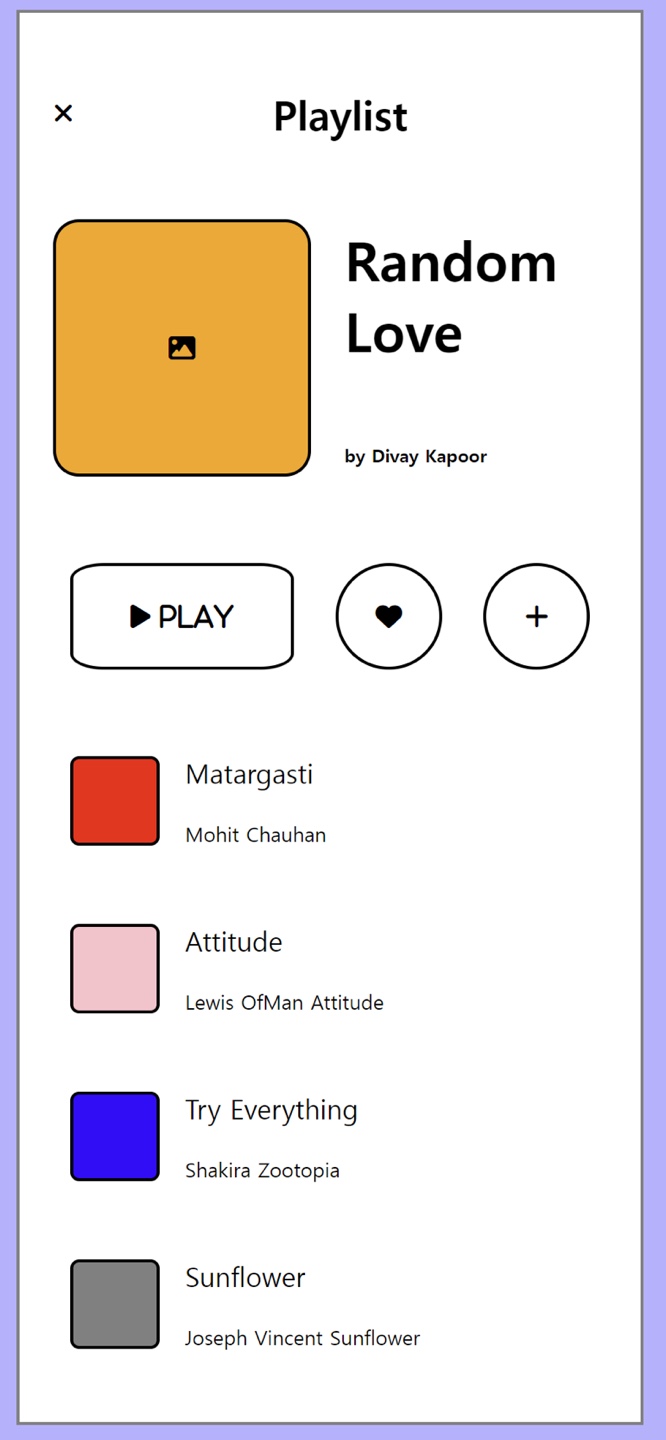 Playlist
Random
Love
by Divay Kapoor
PLAY
Matargasti
Mohit Chauhan
Attitude
Lewis OfMan Attitude
Try Everything
Shakira Zootopia
Sunflower
Joseph Vincent Sunflower